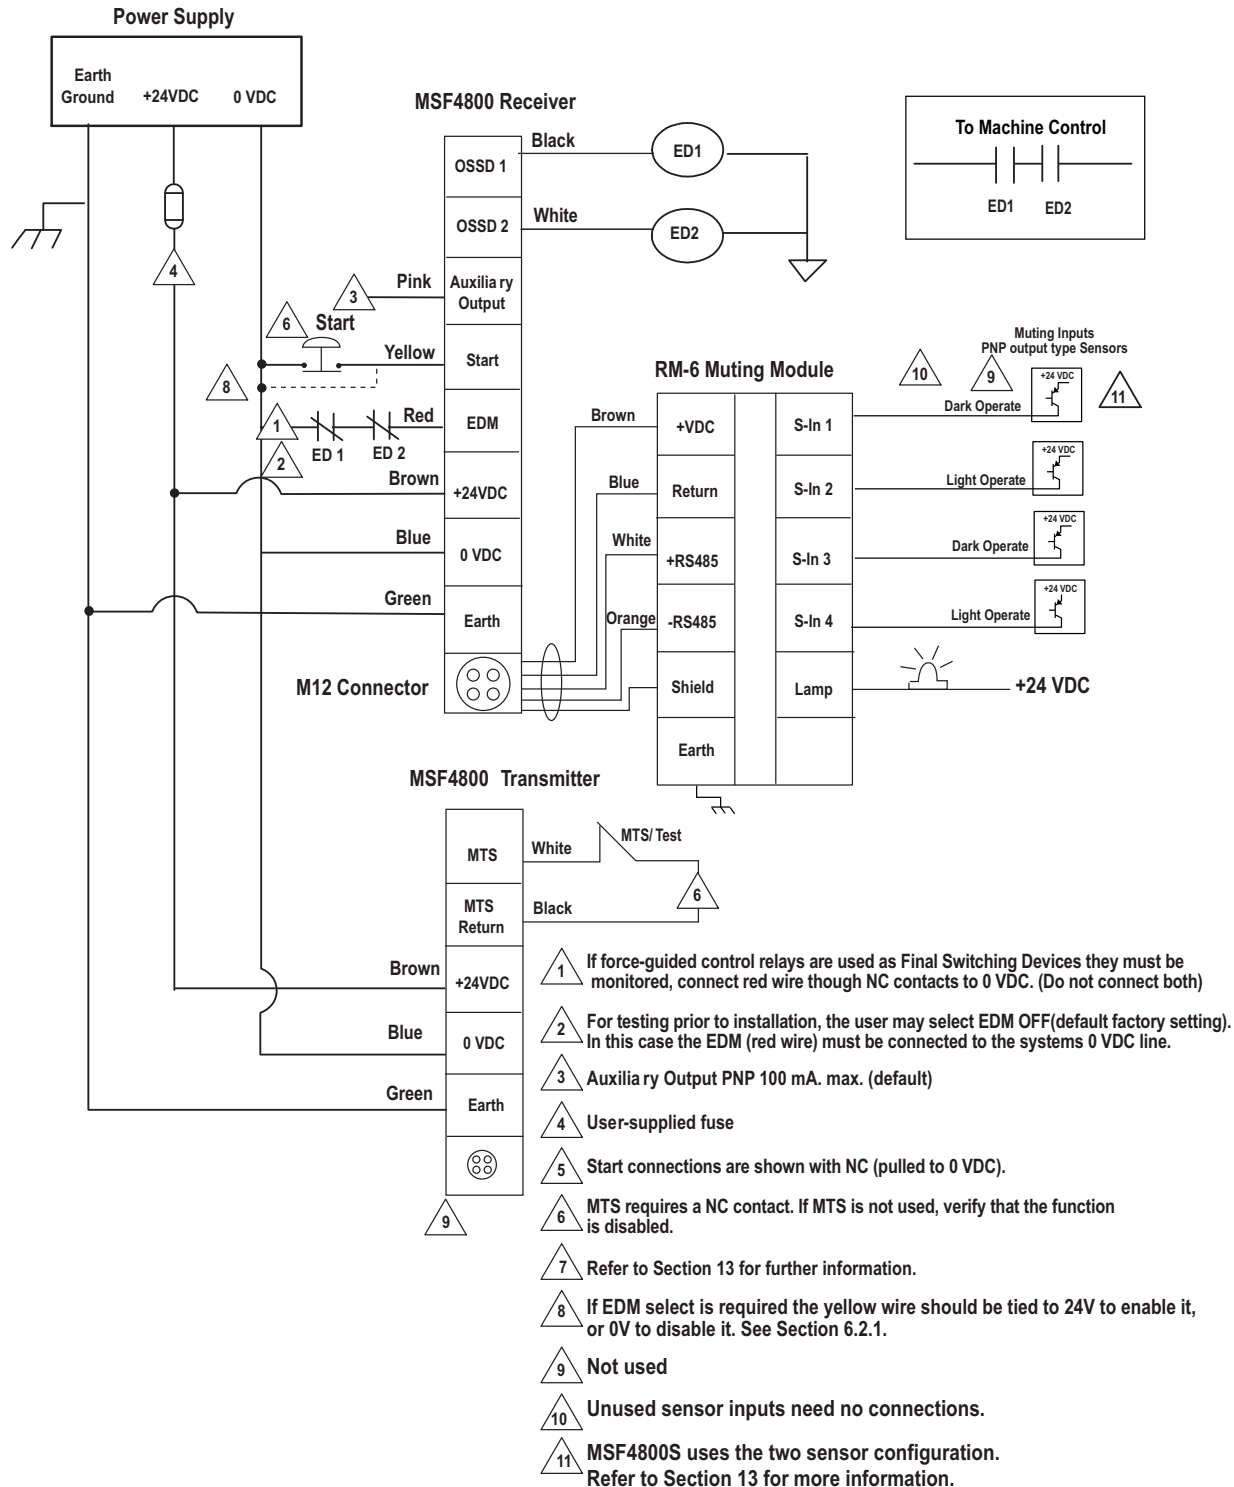 Power Supply
Earth
Ground
+24VDC
0 VDC
MSF4800 Receiver
OSSD 1
Black
ED1
OSSD 2
White
ED2
To Machine Control
ED1
ED2
4
3
Pink
Auxilia ry
Output
6
Start
Yellow
Start
8
1
Red
EDM
ED 1
ED 2
2
Brown
+24VDC
Blue
0 VDC
Green
Earth
M12 Connector
RM-6 Muting Module
Muting Inputs
PNP output type Sensors
10
9
11
Brown
+VDC
S-In 1
Dark Operate
+24 VDC
Blue
Return
S-In 2
Light Operate
+24 VDC
White
+RS485
S-In 3
Dark Operate
+24 VDC
Orange
-RS485
S-In 4
Light Operate
+24 VDC
Shield
Lamp
+24 VDC
Earth
MSF4800 Transmitter
MTS
White
MTS/ Test
6
MTS
Return
Black
Brown
+24VDC
Blue
0 VDC
Green
Earth
9
1 If force-guided control relays are used as Final Switching Devices they must be
monitored, connect red wire though NC contacts to 0 VDC. (Do not connect both)
2 For testing prior to installation, the user may select EDM OFF(default factory setting).
In this case the EDM (red wire) must be connected to the systems 0 VDC line.
3 Auxilia ry Output PNP 100 mA. max. (default)
4 User-supplied fuse
5 Start connections are shown with NC (pulled to 0 VDC).
6 MTS requires a NC contact. If MTS is not used, verify that the function
is disabled.
7 Refer to Section 13 for further information.
8 If EDM select is required the yellow wire should be tied to 24V to enable it,
or 0V to disable it. See Section 6.2.1.
9 Not used
10 Unused sensor inputs need no connections.
11 MSF4800S uses the two sensor configuration.
Refer to Section 13 for more information.